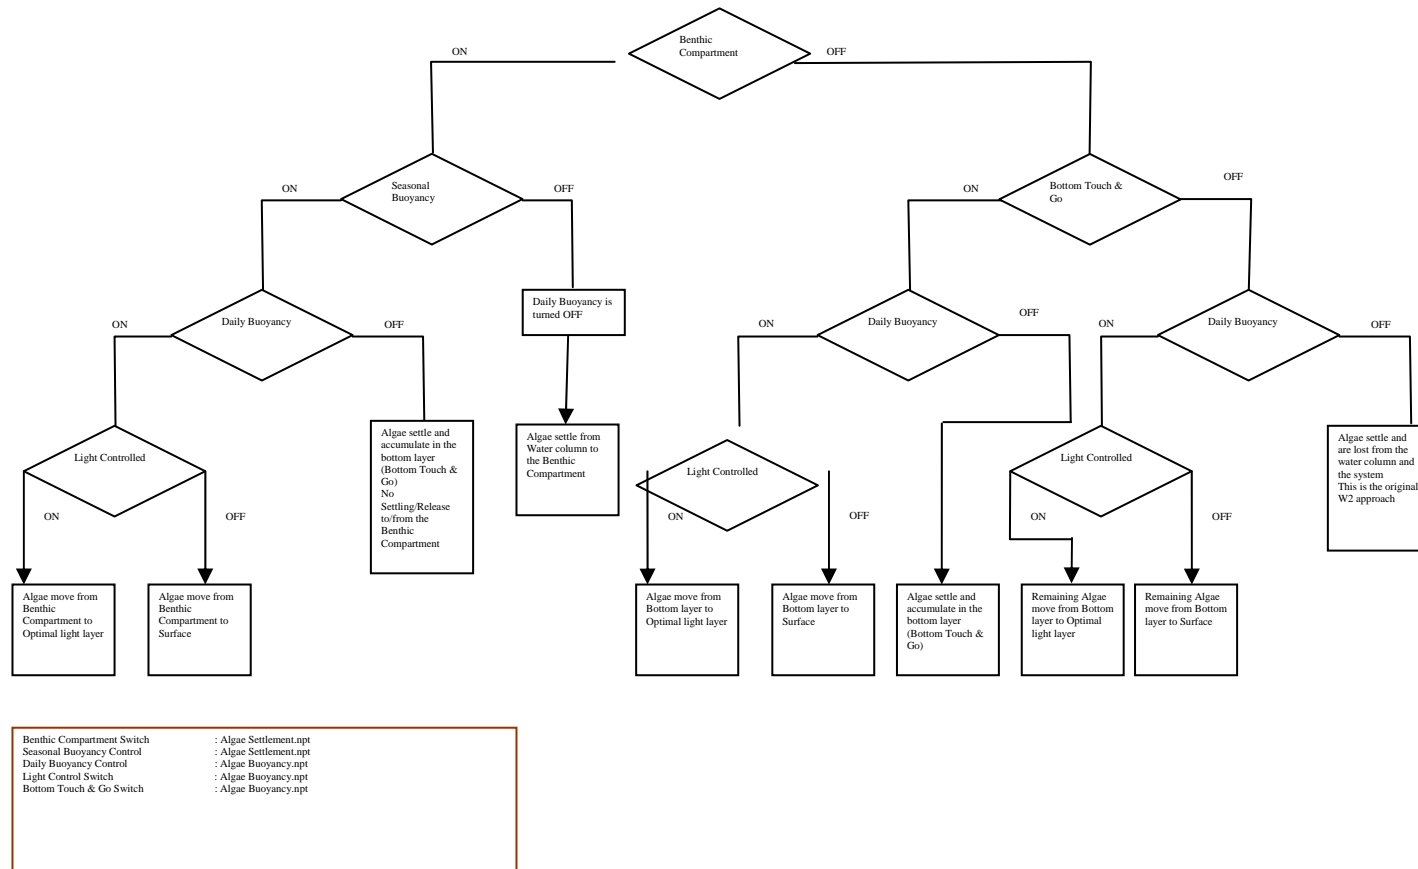 Benthic
Compartment
ON
OFF
Seasonal
Buoyancy
ON
OFF
Bottom Touch &
Go
ON
OFF
Daily Buoyancy is
turned OFF
Daily Buoyancy
ON
OFF
Daily Buoyancy
ON
OFF
Daily Buoyancy
ON
OFF
Algae settle and
accumulate in the
bottom layer
(Bottom Touch &
Go)
No
Settling/Release
to/from the
Benthic
Compartment
Algae settle from
Water column to
the Benthic
Compartment
Algae settle and
are lost from the
water column and
the system
This is the original
W2 approach
Light Controlled
ON
OFF
Light Controlled
ON
OFF
Light Controlled
ON
OFF
Algae move from
Benthic
Compartment to
Optimal light layer
Algae move from
Benthic
Compartment to
Surface
Algae move from
Bottom layer to
Optimal light layer
Algae move from
Bottom layer to
Surface
Algae settle and
accumulate in the
bottom layer
(Bottom Touch &
Go)
Remaining Algae
move from Bottom
layer to Optimal
light layer
Remaining Algae
move from Bottom
layer to Surface
Benthic Compartment Switch : Algae Settlement.npt
Seasonal Buoyancy Control : Algae Settlement.npt
Daily Buoyancy Control : Algae Buoyancy.npt
Light Control Switch : Algae Buoyancy.npt
Bottom Touch & Go Switch : Algae Buoyancy.npt